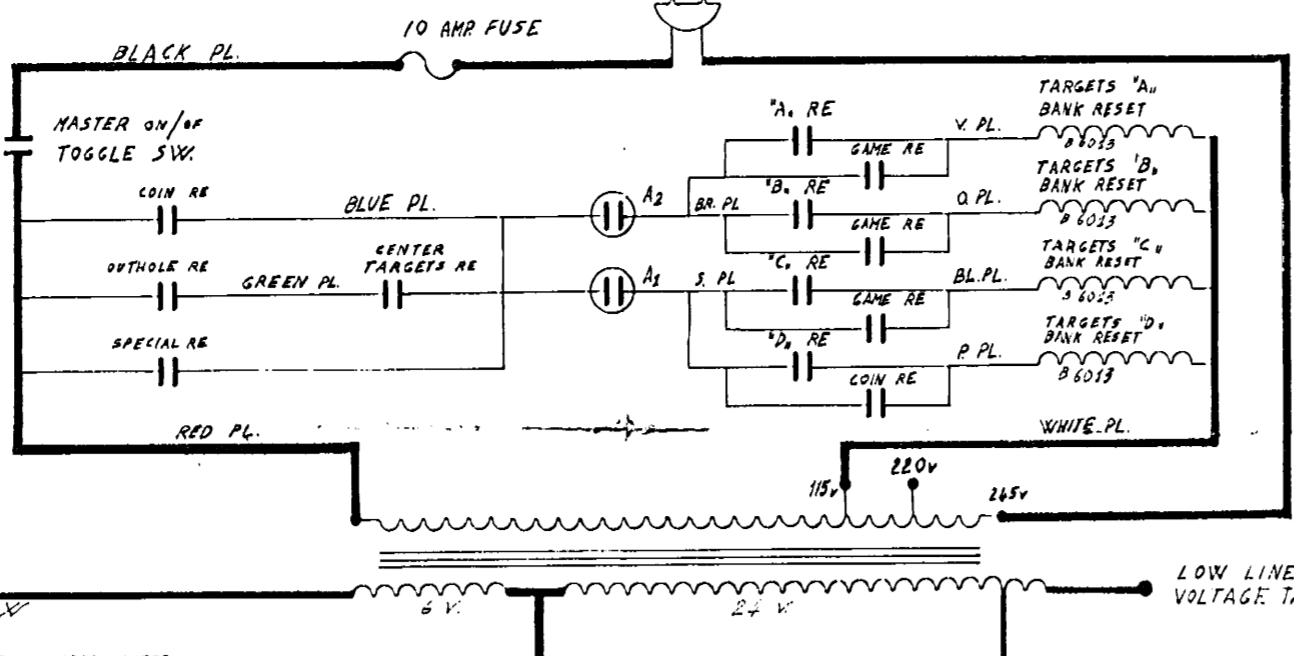 10 AMP. FUSE
BLACK PL.
MASTER ON/OF
TOGGLE SW.
COIN RE
BLUE PL.
OUTHOLE RE
GREEN PL.
CENTER
TARGETS RE
SPECIAL RE
RED PL.
A2
A1
BR. PL
S. PL
"A" RE
GAME RE
V. PL.
TARGETS "A"
BANK RESET
B 6013
"B" RE
GAME RE
O. PL.
TARGETS "B"
BANK RESET
B 6013
"C" RE
GAME RE
BL. PL.
TARGETS "C"
BANK RESET
B 6013
"D" RE
COIN RE
P. PL.
TARGETS "D"
BANK RESET
B 6013
WHITE PL.
115v
220v
245v
6 V.
24 V.
LOW LINE
VOLTAGE